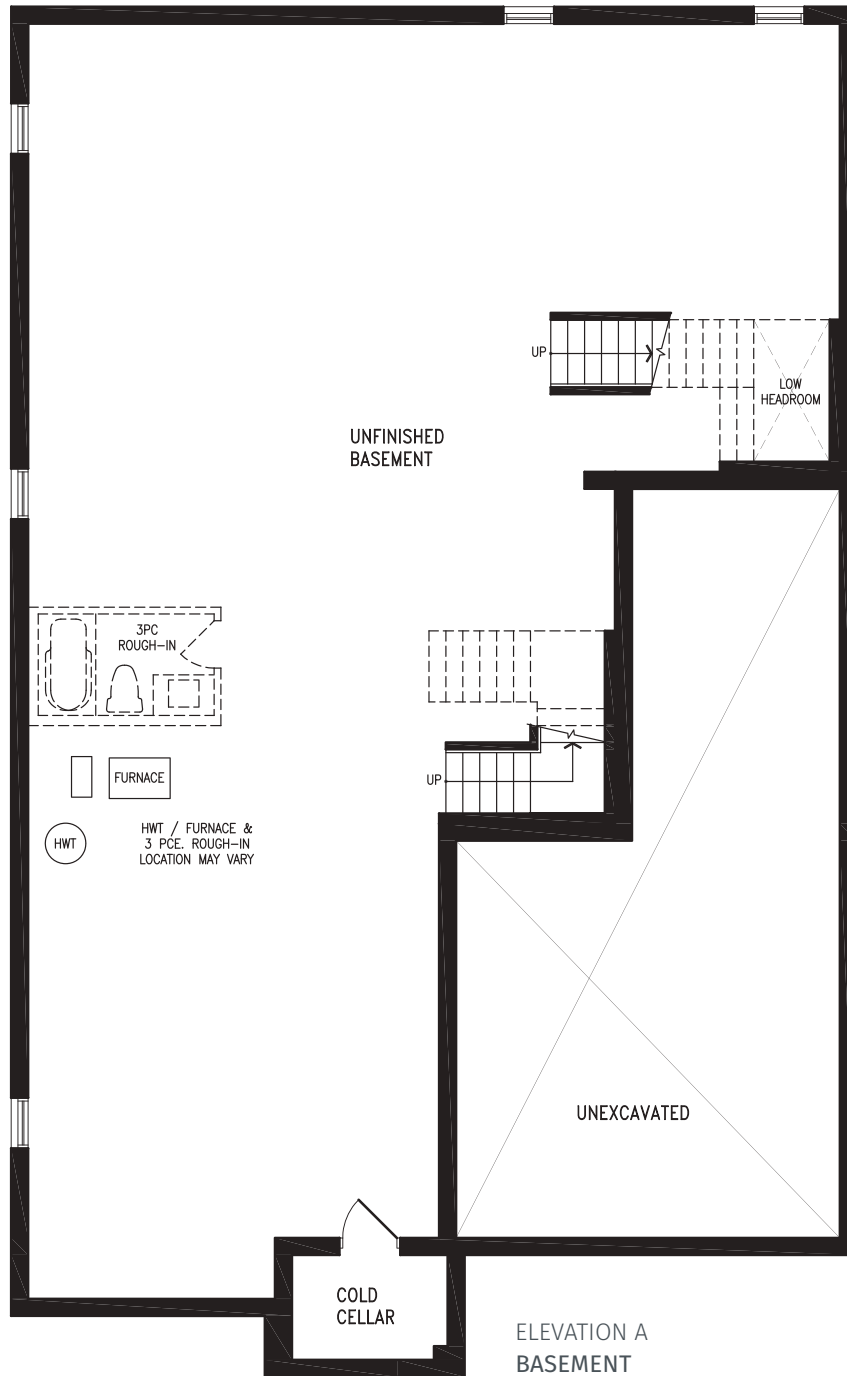 UP
LOW
HEADROOM
UNFINISHED
BASEMENT
3PC
ROUGH-IN
UP
FURNACE
HWT
HWT / FURNACE &
3 PCE. ROUGH-IN
LOCATION MAY VARY
UNEXCAVATED
COLD
CELLAR
ELEVATION A
BASEMENT